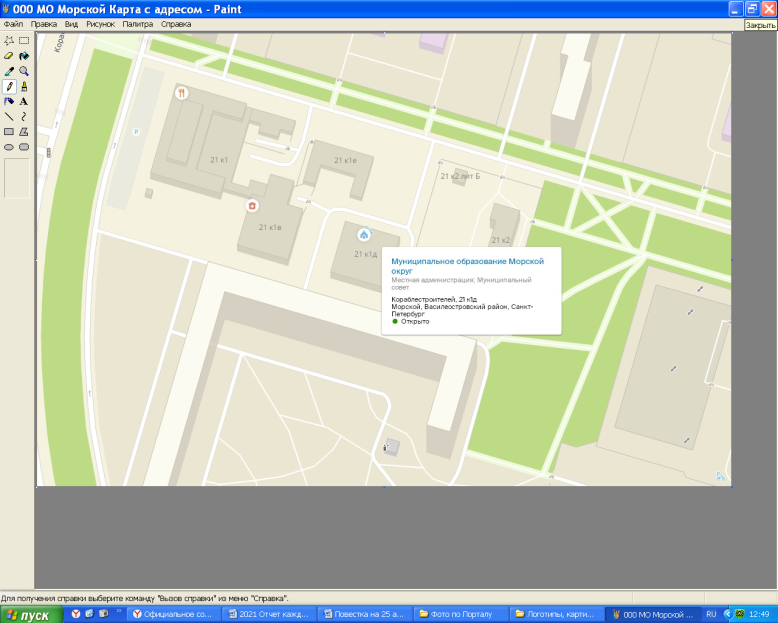 000 МО Морской Карта с адресом - Paint
Файл Правка Вид Рисунок Палитра Справка
Закрыть
Кора
21 к1
21 к1е
21 к2 лит Б
21 к1в
21 к1д
21 к2
Муниципальное образование Морской
округ
Местная администрация; Муниципальный
совет
Кораблестроителей, 21 к1д
Морской, Василеостровский район, Санкт-
Петербург
Открыто
Для получения справки выберите команду "Вызов справки" из меню "Справка".
пуск
Официальное со...
2021 Отчет кажд...
Повестка на 25 а...
Фото по Порталу
Логотипы, карти...
000 МО Морской ...
RU
12:49